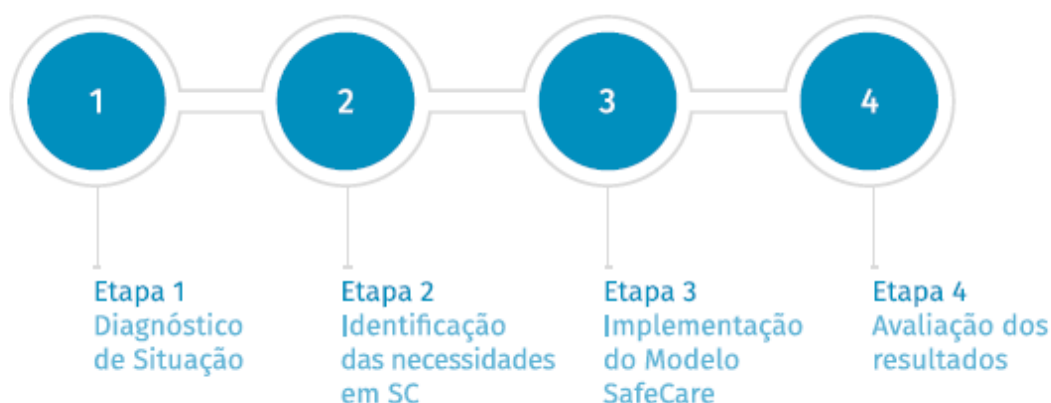 1
2
3
4
Etapa 1
Diagnóstico
de Situação
Etapa 2
Identificação
das necessidades
em SC
Etapa 3
Implementação
do Modelo
SafeCare
Etapa 4
Avaliação dos
resultados